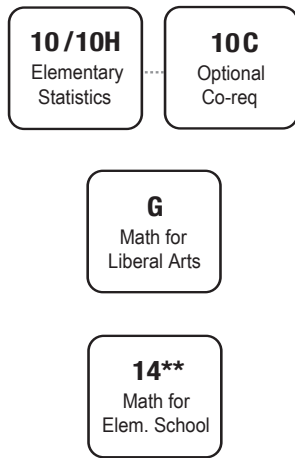 10/10H
Elementary
Statistics
10C
Optional
Co-req
G
Math for
Liberal Arts
14**
Math for
Elem. School